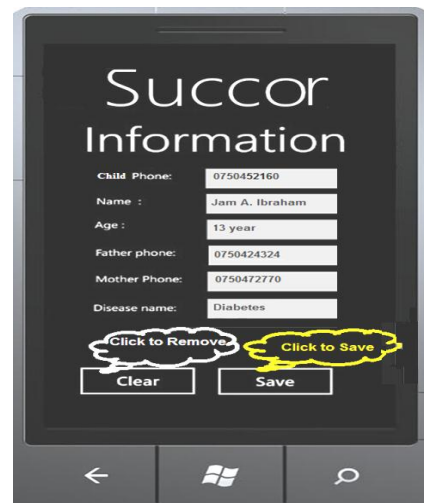 Succor
Information
Child Phone: 0750452160
Name : Jam A. Ibraham
Age : 13 year
Father phone: 0750424324
Mother Phone: 0750472770
Disease name: Diabetes
Click to Remove Click to Save
Clear Save